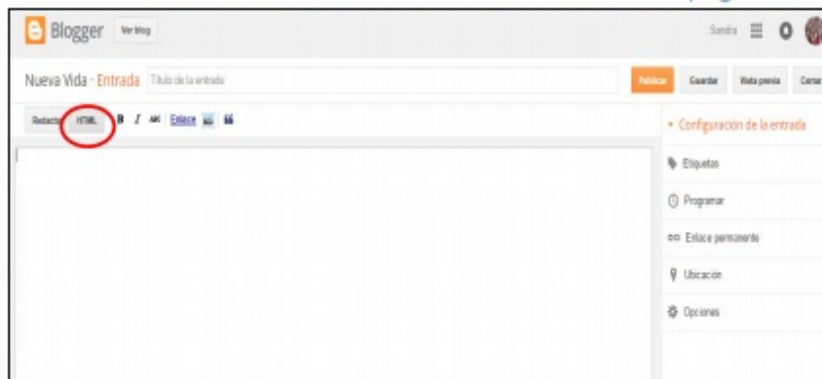 Blogger Ver blog Sandra
Nueva Vida · Entrada Título de la entrada Publicar Guardar Vista previa Cerrar
Redactar HTML B I ABC Enlace
Configuración de la entrada
Etiquetas
Programar
Enlace permanente
Ubicación
Opciones